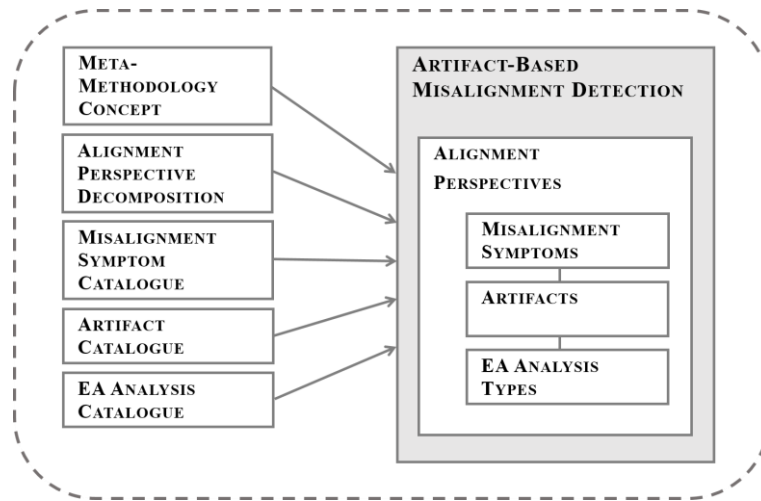 META-
METHODOLOGY
CONCEPT
ALIGNMENT
PERSPECTIVE
DECOMPOSITION
MISALIGNMENT
SYMPTOM
CATALOGUE
ARTIFACT
CATALOGUE
EA ANALYSIS
CATALOGUE
ARTIFACT-BASED
MISALIGNMENT DETECTION
ALIGNMENT
PERSPECTIVES
MISALIGNMENT
SYMPTOMS
ARTIFACTS
EA ANALYSIS
TYPES